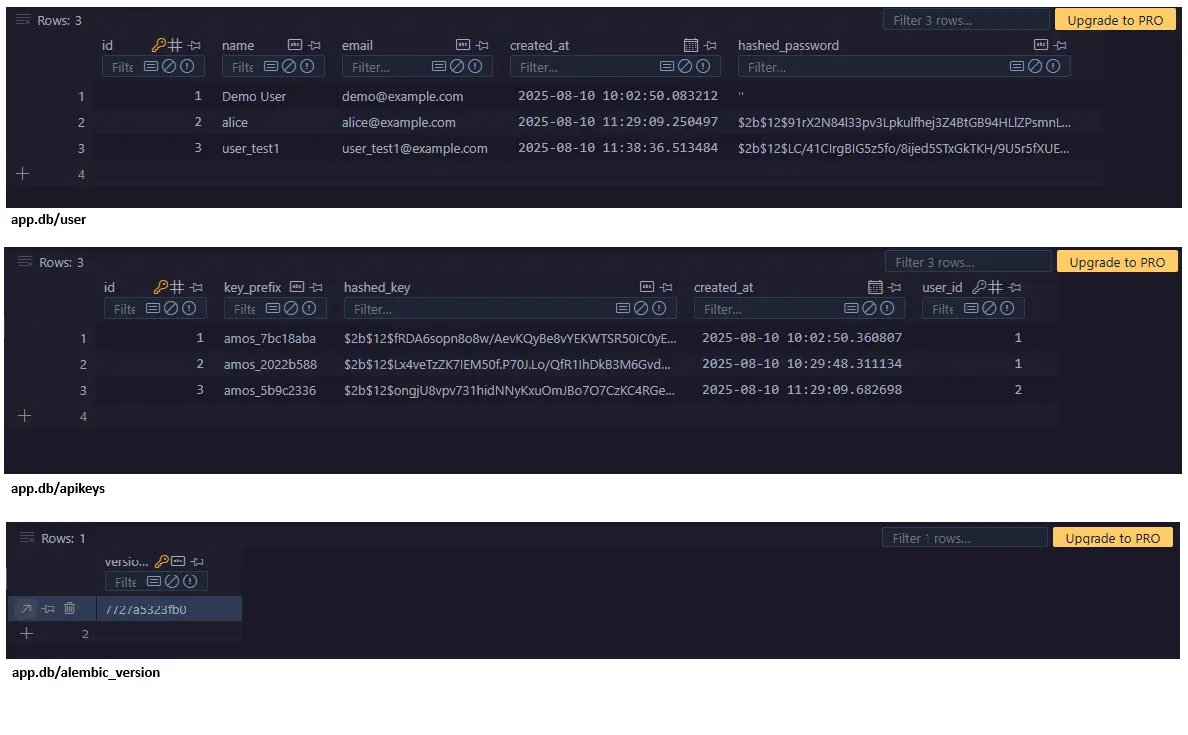 Rows: 3 Filter 3 rows... Upgrade to PRO
id name email created_at hashed_password
Filte Filte Filter... Filter... Filter...
1 1 Demo User demo@example.com 2025-08-10 10:02:50.083212 ''
2 2 alice alice@example.com 2025-08-10 11:29:09.250497 $2b$12$91rX2N84l33pv3Lpkulfhej3Z4BtGB94HLlZPsmnL...
3 3 user_test1 user_test1@example.com 2025-08-10 11:38:36.513484 $2b$12$LC/41CIrgBIG5z5fo/8ijed5STxGkTKH/9U5r5fXUE...
4
app.db/user
Rows: 3 Filter 3 rows... Upgrade to PRO
id key_prefix hashed_key created_at user_id
Filte Filte Filter... Filter... Filte
1 1 amos_7bc18aba $2b$12$fRDA6sopn8o8w/AevKQyBe8vYEKWTSR50IC0yE... 2025-08-10 10:02:50.360807 1
2 2 amos_2022b588 $2b$12$Lx4veTzZK7IEM50f.P70J.Lo/QfR1IhDkB3M6Gvd... 2025-08-10 10:29:48.311134 1
3 3 amos_5b9c2336 $2b$12$ongjU8vpv731hidNNyKxuOmJBo7O7CzKC4RGe... 2025-08-10 11:29:09.682698 2
4
app.db/apikeys
Rows: 1 Filter 1 rows... Upgrade to PRO
versio...
Filte
7727a5323fb0
2
app.db/alembic_version